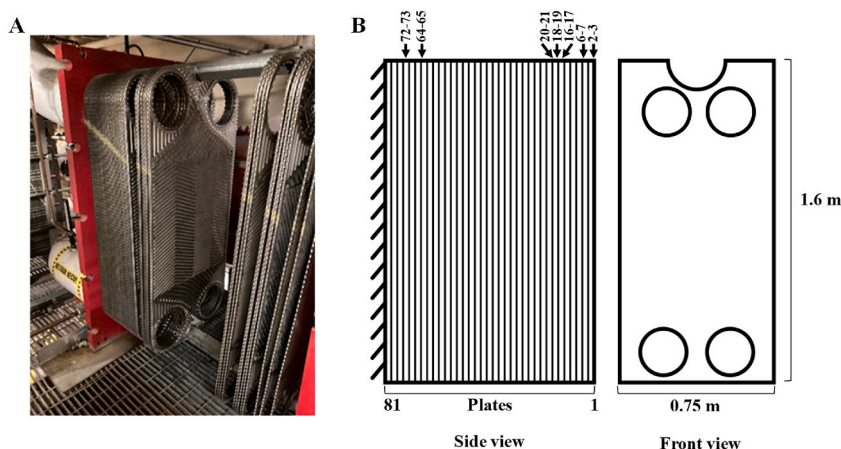 A
B
72-73
64-65
20-21
18-19
16-17
6-7
2-3
1.6 m
81
Plates
1
0.75 m
Side view
Front view